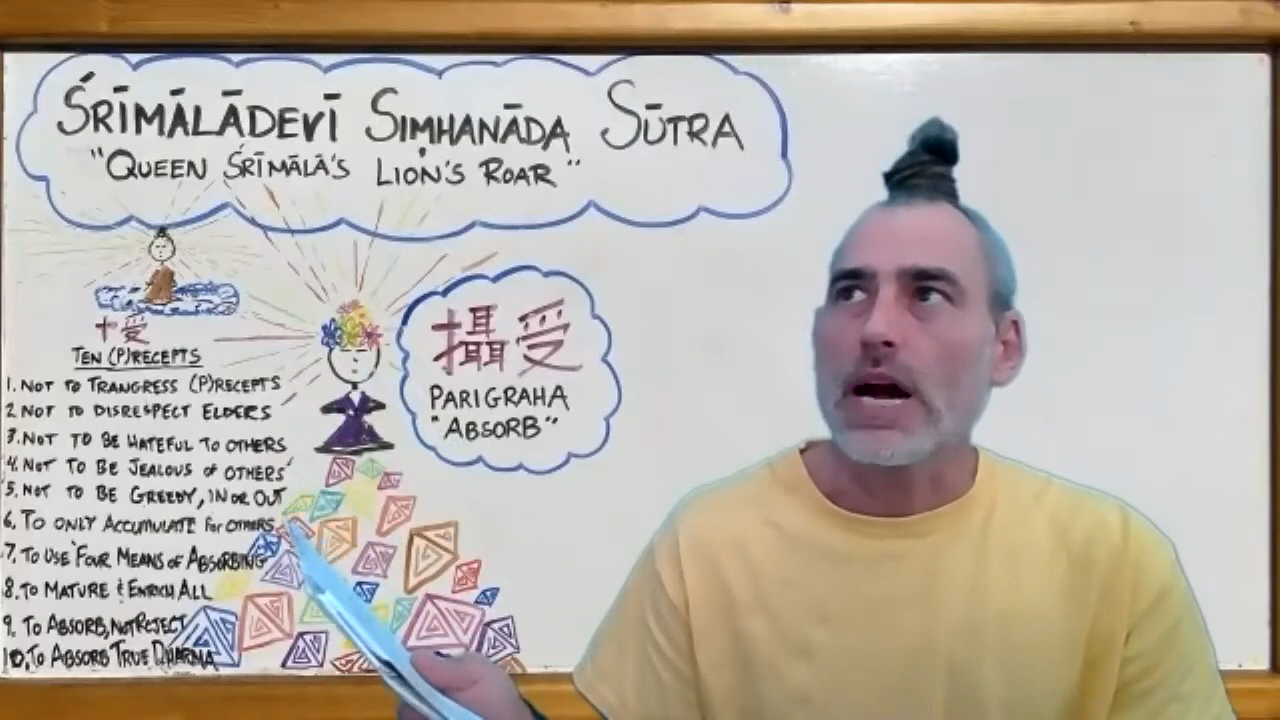 ŚRĪMĀLĀDEVĪ SIṂHANĀDA SŪTRA
"QUEEN ŚRĪMĀLĀ'S LION'S ROAR"
十受
TEN (P)RECEPTS
1. NOT TO TRANGRESS (P)RECEPTS
2. NOT TO DISRESPECT ELDERS
3. NOT TO BE HATEFUL TO OTHERS
4. NOT TO BE JEALOUS OF OTHERS'
5. NOT TO BE GREEDY, IN OR OUT
6. TO ONLY ACCUMULATE FOR OTHERS
7. TO USE 'FOUR MEANS OF ABSORBING'
8. TO MATURE & ENRICH ALL
9. TO ABSORB, NOT REJECT
10. TO ABSORB TRUE DHARMA
攝受
PARIGRAHA
"ABSORB"